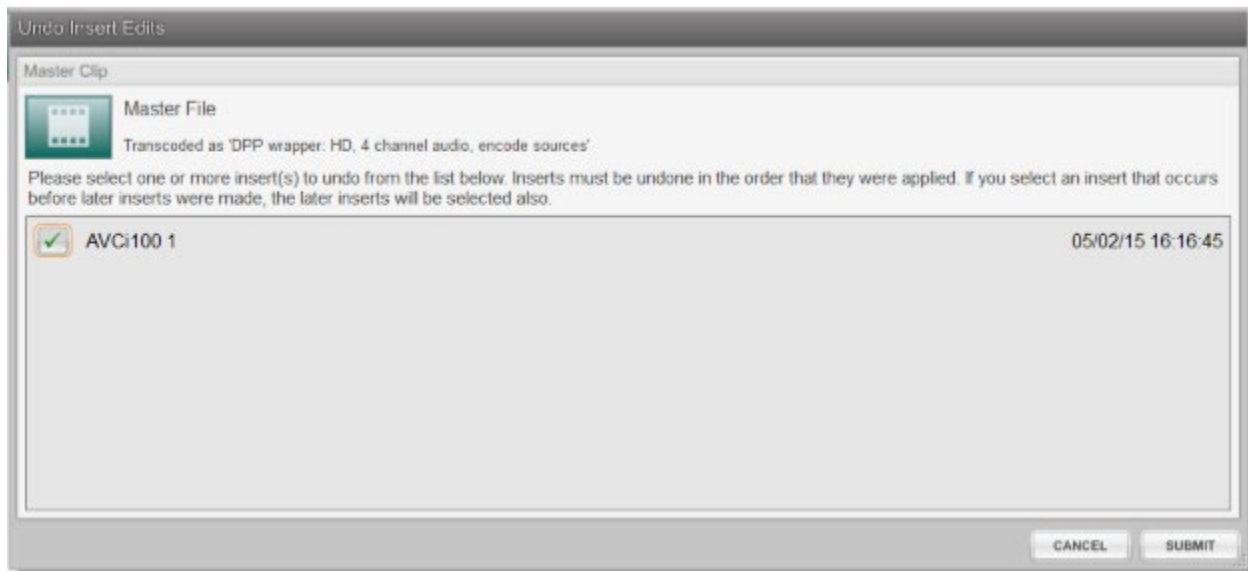 Undo Insert Edits
Master Clip
Master File
Transcoded as 'DPP wrapper: HD, 4 channel audio, encode sources'
Please select one or more insert(s) to undo from the list below. Inserts must be undone in the order that they were applied. If you select an insert that occurs
before later inserts were made, the later inserts will be selected also.
AVCi100 1 05/02/15 16:16:45
CANCEL SUBMIT